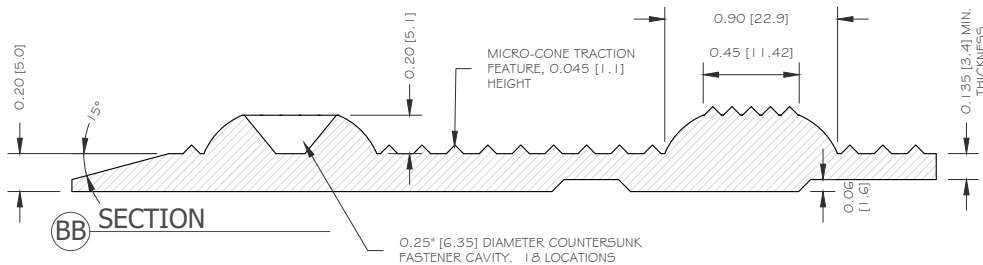 0.20 [5.0]
15°
0.20 [5.1]
MICRO-CONE TRACTION
FEATURE, 0.045 [1.1]
HEIGHT
0.90 [22.9]
0.45 [11.42]
0.135 [3.4] MIN.
THICKNESS
0.06
[1.6]
BB SECTION
0.25" [6.35] DIAMETER COUNTERSUNK
FASTENER CAVITY. 18 LOCATIONS